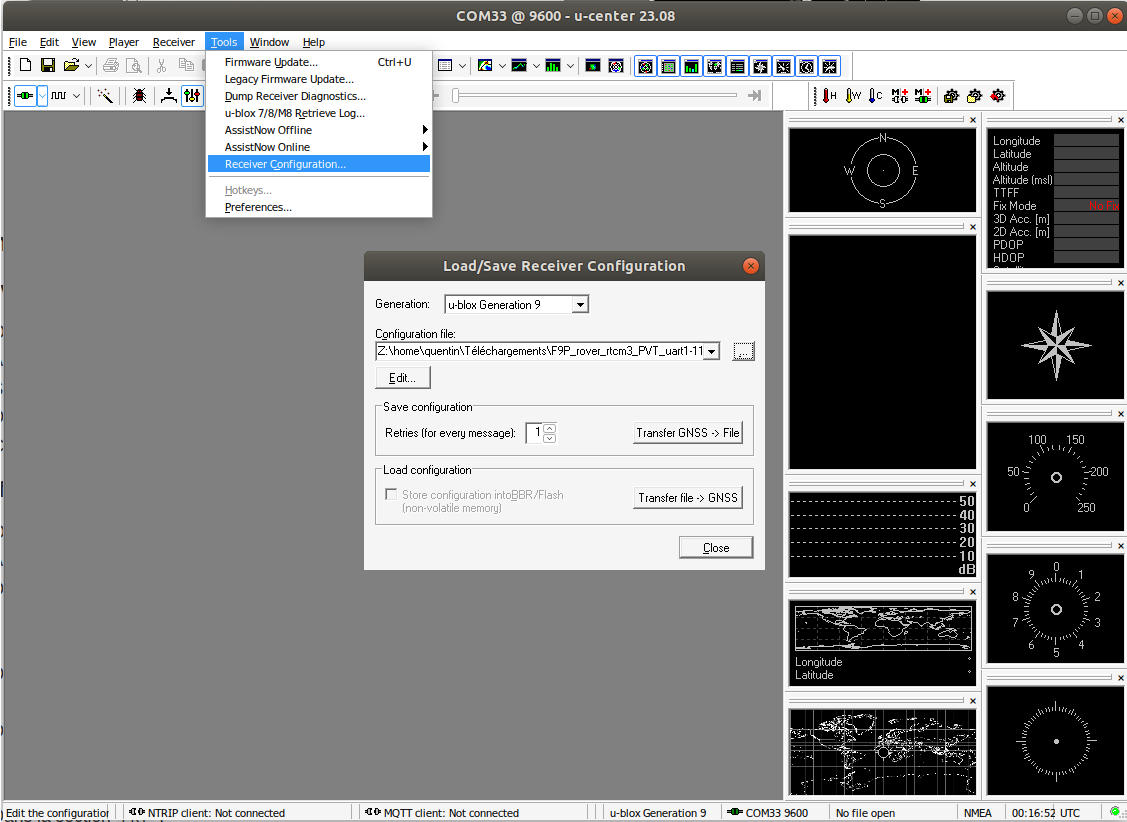 COM33 @ 9600 - u-center 23.08
File Edit View Player Receiver Tools Window Help
Firmware Update... Ctrl+U
Legacy Firmware Update...
Dump Receiver Diagnostics...
u-blox 7/8/M8 Retrieve Log...
AssistNow Offline
AssistNow Online
Receiver Configuration...
Hotkeys...
Preferences...
H W C M M
N
W E
S
Longitude
Latitude
Altitude
Altitude (msl)
TTFF
Fix Mode No Fix
3D Acc. [m]
2D Acc. [m]
PDOP
HDOP
Load/Save Receiver Configuration
Generation: u-blox Generation 9
Configuration file:
Z:\home\quentin\Téléchargements\F9P_rover_rtcm3_PVT_uart1-11
...
Edit...
Save configuration
Retries (for every message): 1 Transfer GNSS -> File
Load configuration
Store configuration intoBBR/Flash
(non-volatile memory)
Transfer file -> GNSS
Close
100 150
50 200
0 250
50
40
30
20
10
dB
0
9 1
8 2
7 3
6 4
5
Longitude °
Latitude °
Edit the configuration NTRIP client: Not connected MQTT client: Not connected u-blox Generation 9 COM33 9600 No file open NMEA 00:16:52 UTC